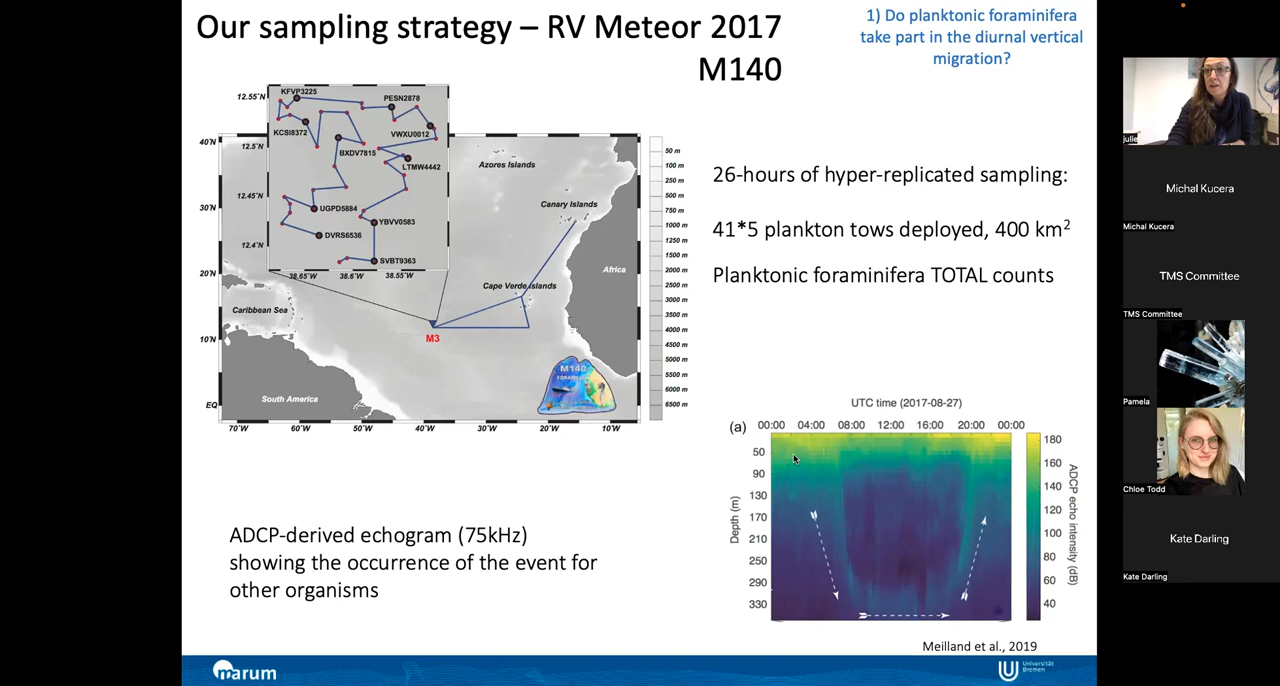 Our sampling strategy – RV Meteor 2017
M140
1) Do planktonic foraminifera
take part in the diurnal vertical
migration?
KFVP3225
PESN2878
KCSI8372
VWXU0012
BXDV7815
LTMW4442
UGPD5884
YBVV0583
DVRS6536
SVBT9363
12.55°N
12.5°N
12.45°N
12.4°N
38.65°W
38.6°W
38.55°W
40°N
30°N
20°N
10°N
EQ
70°W
60°W
50°W
40°W
30°W
20°W
10°W
Azores Islands
Canary Islands
Africa
Cape Verde Islands
Caribbean Sea
M3
South America
M140
50 m
100 m
250 m
500 m
750 m
1000 m
1250 m
1500 m
2000 m
2500 m
3000 m
3500 m
4000 m
4500 m
5000 m
5500 m
6000 m
6500 m
26-hours of hyper-replicated sampling:
41*5 plankton tows deployed, 400 km²
Planktonic foraminifera TOTAL counts
ADCP-derived echogram (75kHz)
showing the occurrence of the event for
other organisms
UTC time (2017-08-27)
(a)
00:00 04:00 08:00 12:00 16:00 20:00 00:00
Depth (m)
50
90
130
170
210
250
290
330
180
160
140
120
100
80
60
40
ADCP echo intensity (dB)
Meilland et al., 2019
marum
Universität
Bremen
julie
Michal Kucera
Michal Kucera
TMS Committee
TMS Committee
Pamela
Chloe Todd
Kate Darling
Kate Darling